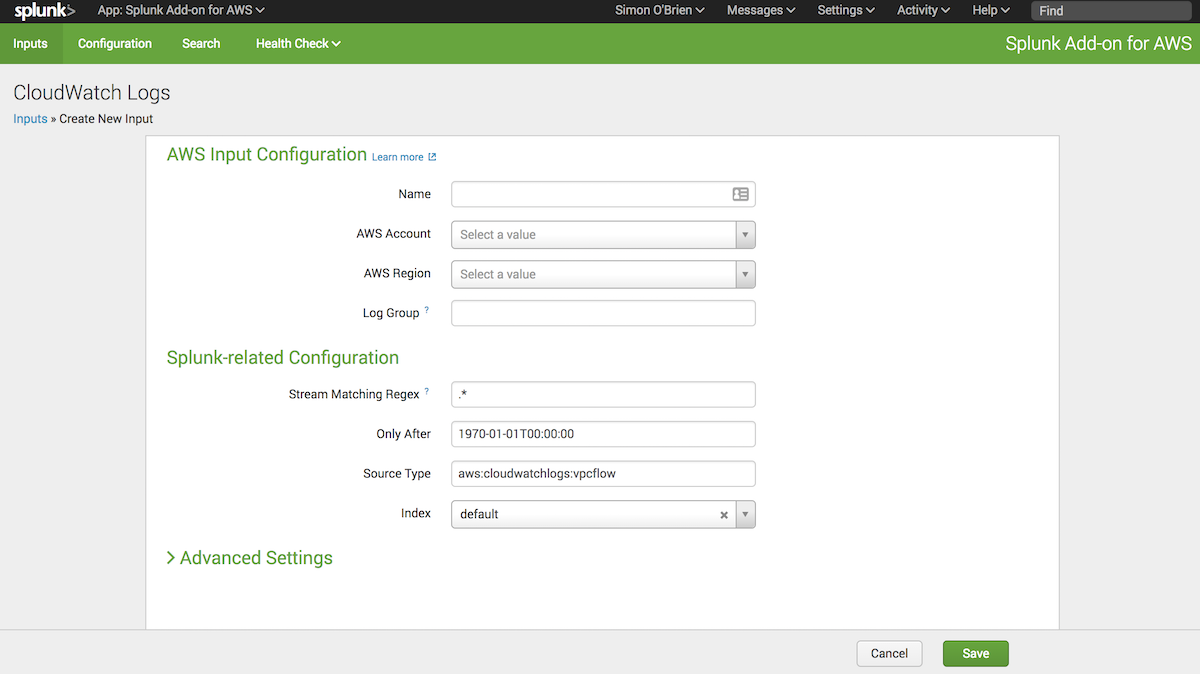 splunk> App: Splunk Add-on for AWS Simon O'Brien Messages Settings Activity Help Find
Inputs Configuration Search Health Check Splunk Add-on for AWS
CloudWatch Logs
Inputs » Create New Input
AWS Input Configuration Learn more
Name
AWS Account Select a value
AWS Region Select a value
Log Group ?
Splunk-related Configuration
Stream Matching Regex ? .*
Only After 1970-01-01T00:00:00
Source Type aws:cloudwatchlogs:vpcflow
Index default
Advanced Settings
Cancel Save